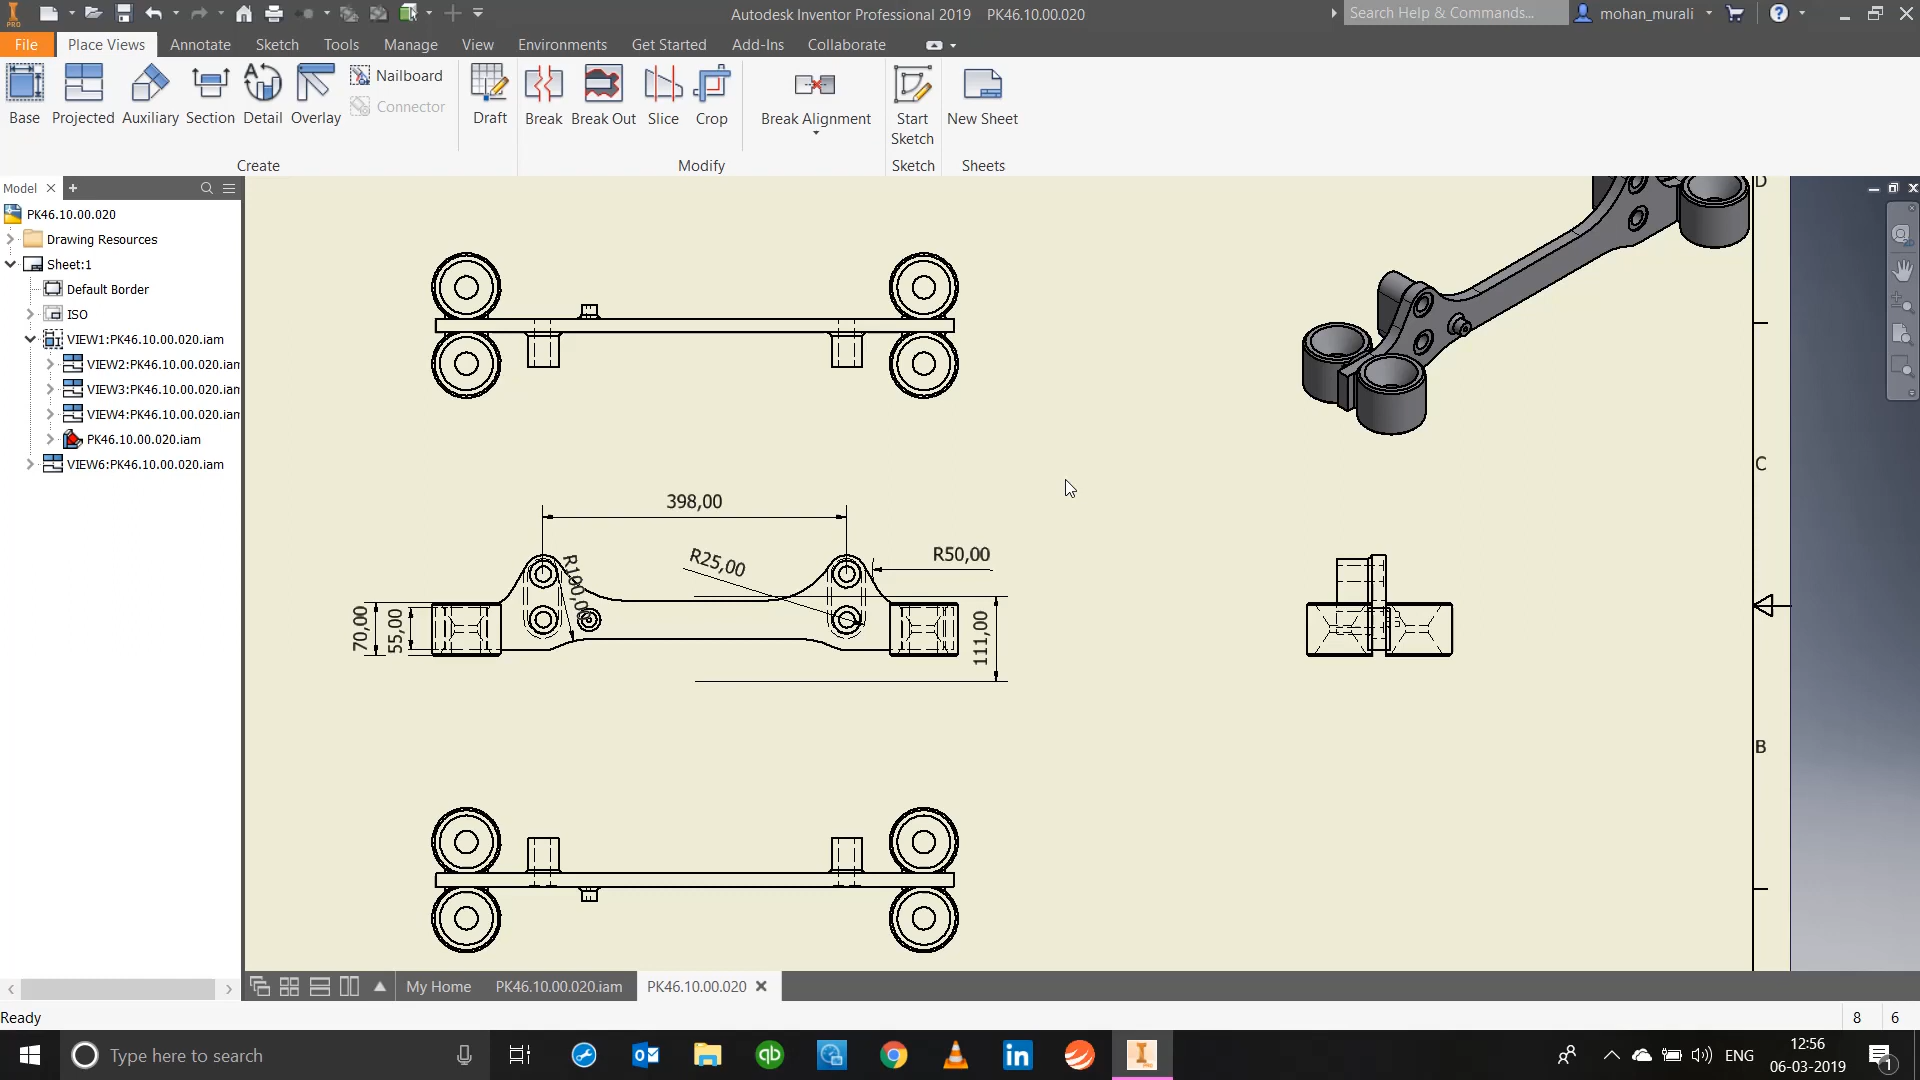 PRO
Autodesk Inventor Professional 2019 PK46.10.00.020
Search Help & Commands...
mohan_murali
File Place Views Annotate Sketch Tools Manage View Environments Get Started Add-Ins Collaborate
Base Projected Auxiliary Section Detail Overlay
Nailboard
Connector
Draft
Break Break Out Slice Crop
Break Alignment
Start Sketch
New Sheet
Create Modify Sketch Sheets
Model
PK46.10.00.020
Drawing Resources
Sheet:1
Default Border
ISO
VIEW1:PK46.10.00.020.iam
VIEW2:PK46.10.00.020.iam
VIEW3:PK46.10.00.020.iam
VIEW4:PK46.10.00.020.iam
PK46.10.00.020.iam
VIEW6:PK46.10.00.020.iam
D
C
B
398,00
R100,00
R25,00
R50,00
70,00
55,00
111,00
My Home PK46.10.00.020.iam PK46.10.00.020
Ready
8 6
Type here to search
ENG
12:56
06-03-2019
1